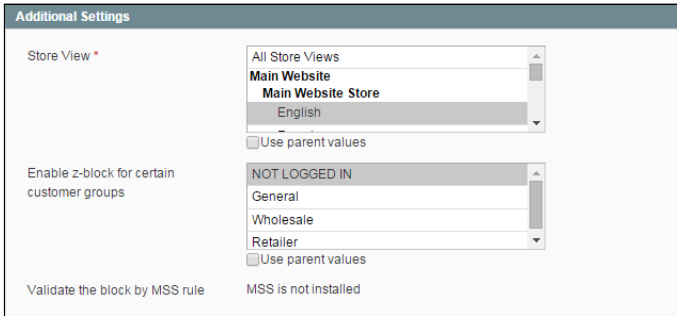 Additional Settings
Store View *
All Store Views
Main Website
Main Website Store
English
Use parent values
Enable z-block for certain
customer groups
NOT LOGGED IN
General
Wholesale
Retailer
Use parent values
Validate the block by MSS rule
MSS is not installed